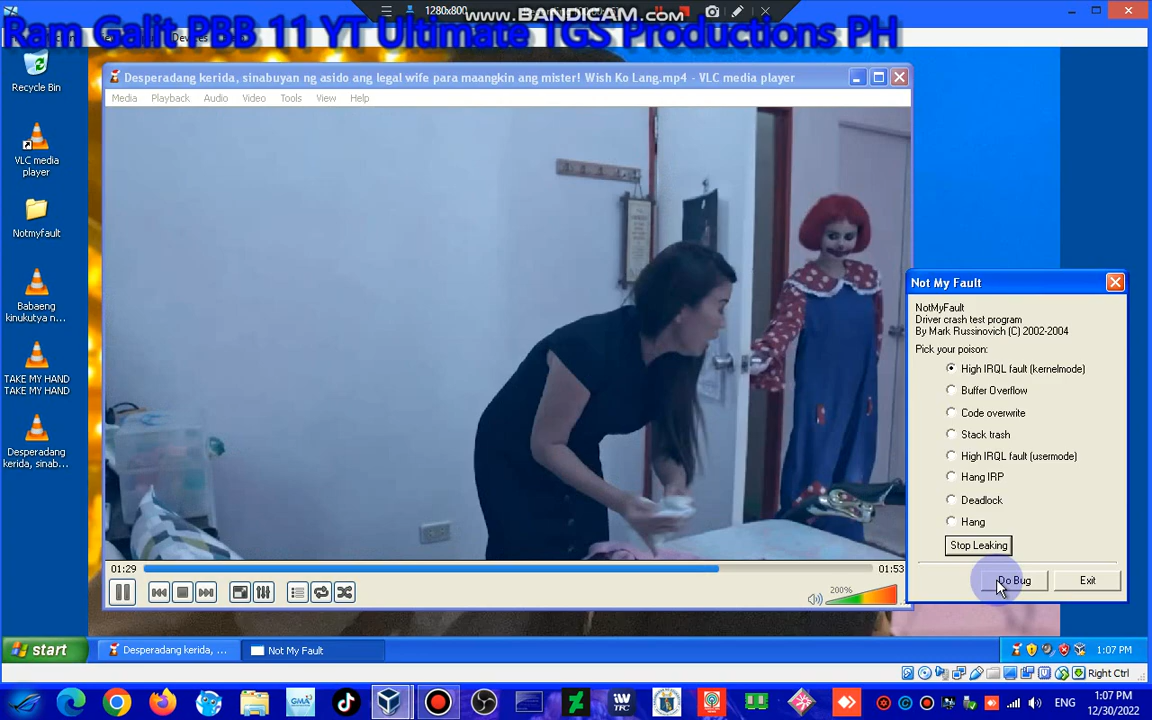 1280x800
www.BANDICAM.com
Ram Galit PBB 11 YT Ultimate TGS Productions PH
Recycle Bin
VLC media
player
Notmyfault
Babaeng
kinukutya n...
TAKE MY HAND
TAKE MY HAND
Desperadang
kerida, sinab...
Desperadang kerida, sinabuyan ng asido ang legal wife para maangkin ang mister! Wish Ko Lang.mp4 - VLC media player
Media Playback Audio Video Tools View Help
01:29
01:53
200%
Not My Fault
NotMyFault
Driver crash test program
By Mark Russinovich (C) 2002-2004
Pick your poison:
High IRQL fault (kernelmode)
Buffer Overflow
Code overwrite
Stack trash
High IRQL fault (usermode)
Hang IRP
Deadlock
Hang
Stop Leaking
Do Bug
Exit
start
Desperadang kerida, ...
Not My Fault
1:07 PM
Right Ctrl
GMA
TFC
ENG
1:07 PM
12/30/2022